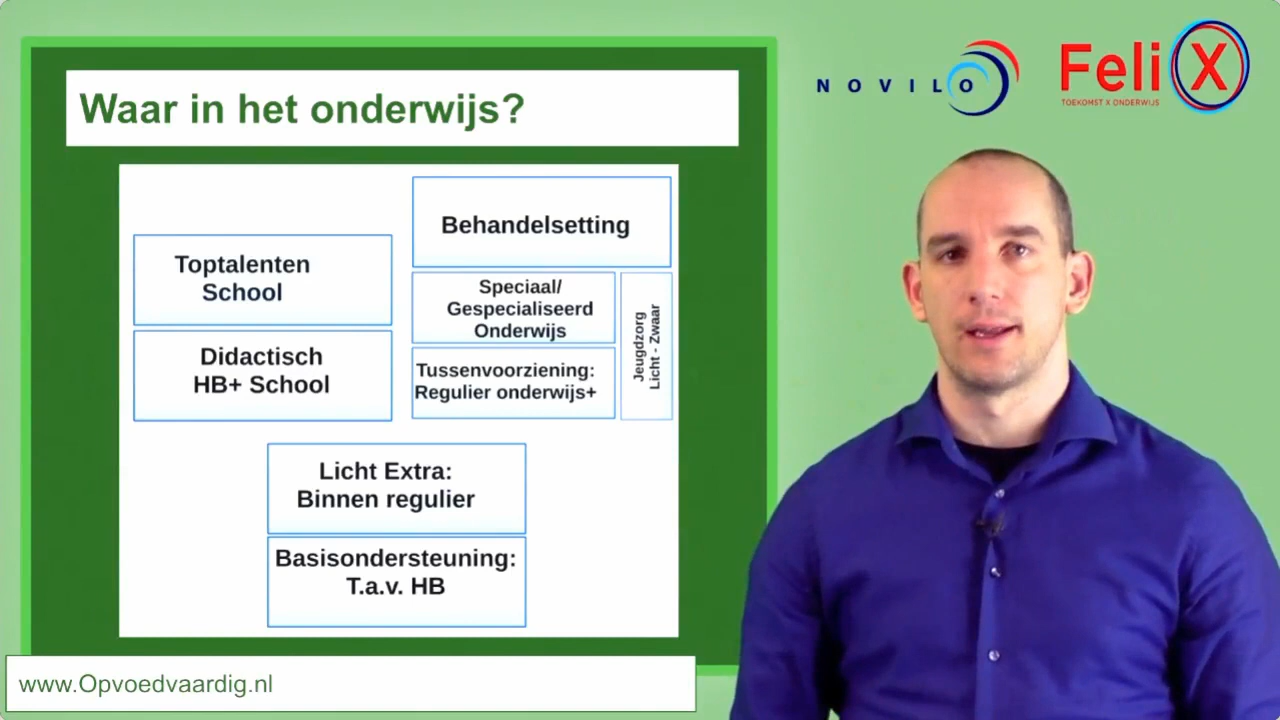 Waar in het onderwijs?
NOVILO
FeliX
TOEKOMST X ONDERWIJS
Behandelsetting
Toptalenten
School
Speciaal/
Gespecialiseerd
Onderwijs
Jeugdzorg
Licht - Zwaar
Didactisch
HB+ School
Tussenvoorziening:
Regulier onderwijs+
Licht Extra:
Binnen regulier
Basisondersteuning:
T.a.v. HB
www.Opvoedvaardig.nl